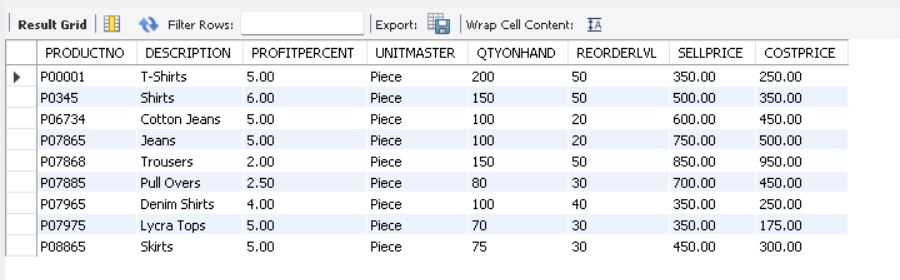 Result Grid Filter Rows: Export: Wrap Cell Content:
PRODUCTNO DESCRIPTION PROFITPERCENT UNITMASTER QTYONHAND REORDERLVL SELLPRICE COSTPRICE
P00001 T-Shirts 5.00 Piece 200 50 350.00 250.00
P0345 Shirts 6.00 Piece 150 50 500.00 350.00
P06734 Cotton Jeans 5.00 Piece 100 20 600.00 450.00
P07865 Jeans 5.00 Piece 100 20 750.00 500.00
P07868 Trousers 2.00 Piece 150 50 850.00 950.00
P07885 Pull Overs 2.50 Piece 80 30 700.00 450.00
P07965 Denim Shirts 4.00 Piece 100 40 350.00 250.00
P07975 Lycra Tops 5.00 Piece 70 30 350.00 175.00
P08865 Skirts 5.00 Piece 75 30 450.00 300.00